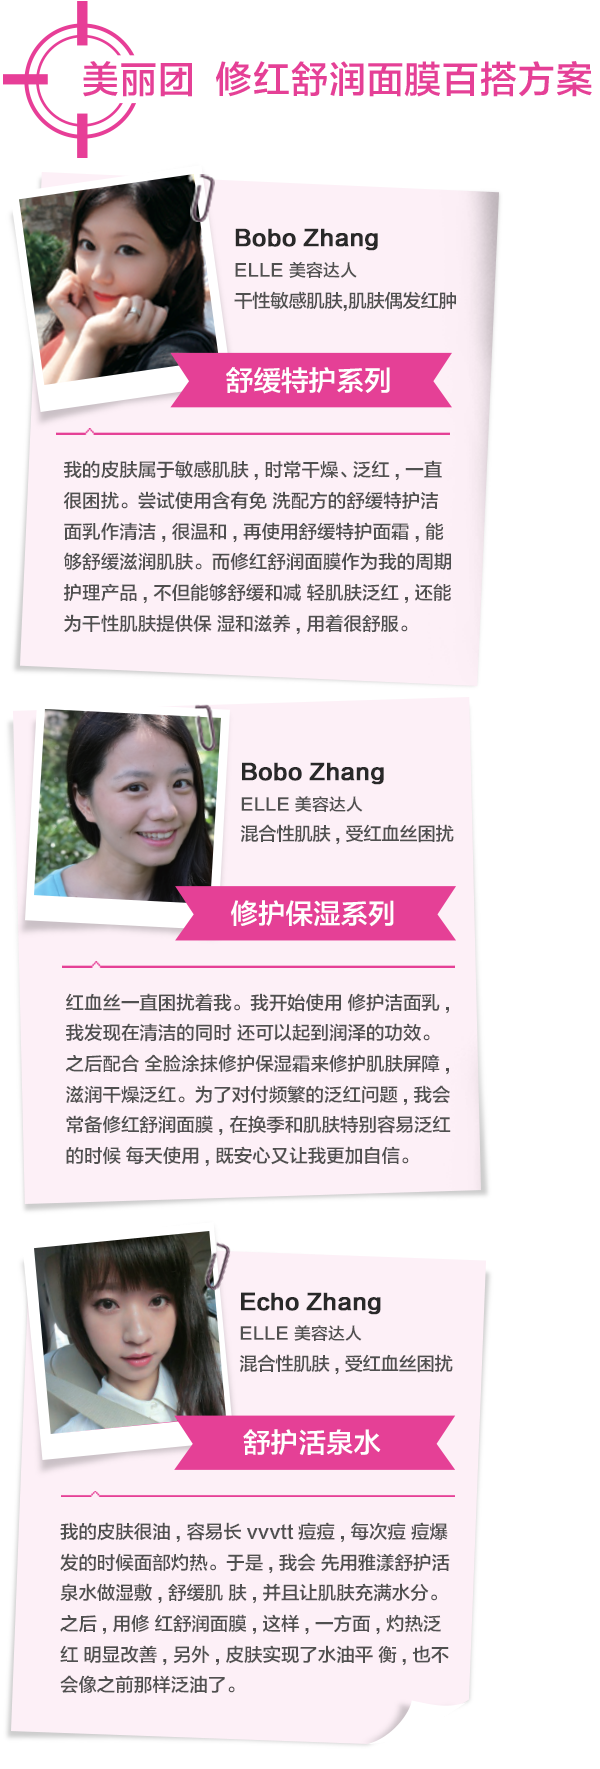 美丽团 修红舒润面膜百搭方案
Bobo Zhang
ELLE 美容达人
干性敏感肌肤,肌肤偶发红肿
舒缓特护系列
我的皮肤属于敏感肌肤，时常干燥、泛红，一直
很困扰。尝试使用含有免 洗配方的舒缓特护洁
面乳作清洁，很温和，再使用舒缓特护面霜，能
够舒缓滋润肌肤。而修红舒润面膜作为我的周期
护理产品，不但能够舒缓和减 轻肌肤泛红，还能
为干性肌肤提供保 湿和滋养，用着很舒服。
Bobo Zhang
ELLE 美容达人
混合性肌肤，受红血丝困扰
修护保湿系列
红血丝一直困扰着我。我开始使用 修护洁面乳，
我发现在清洁的同时 还可以起到润泽的功效。
之后配合 全脸涂抹修护保湿霜来修护肌肤屏障，
滋润干燥泛红。为了对付频繁的泛红问题，我会
常备修红舒润面膜，在换季和肌肤特别容易泛红
的时候 每天使用，既安心又让我更加自信。
Echo Zhang
ELLE 美容达人
混合性肌肤，受红血丝困扰
舒护活泉水
我的皮肤很油，容易长 vvvtt 痘痘，每次痘 痘爆
发的时候面部灼热。于是，我会 先用雅漾舒护活
泉水做湿敷，舒缓肌 肤，并且让肌肤充满水分。
之后，用修 红舒润面膜，这样，一方面，灼热泛
红 明显改善，另外，皮肤实现了水油平 衡，也不
会像之前那样泛油了。